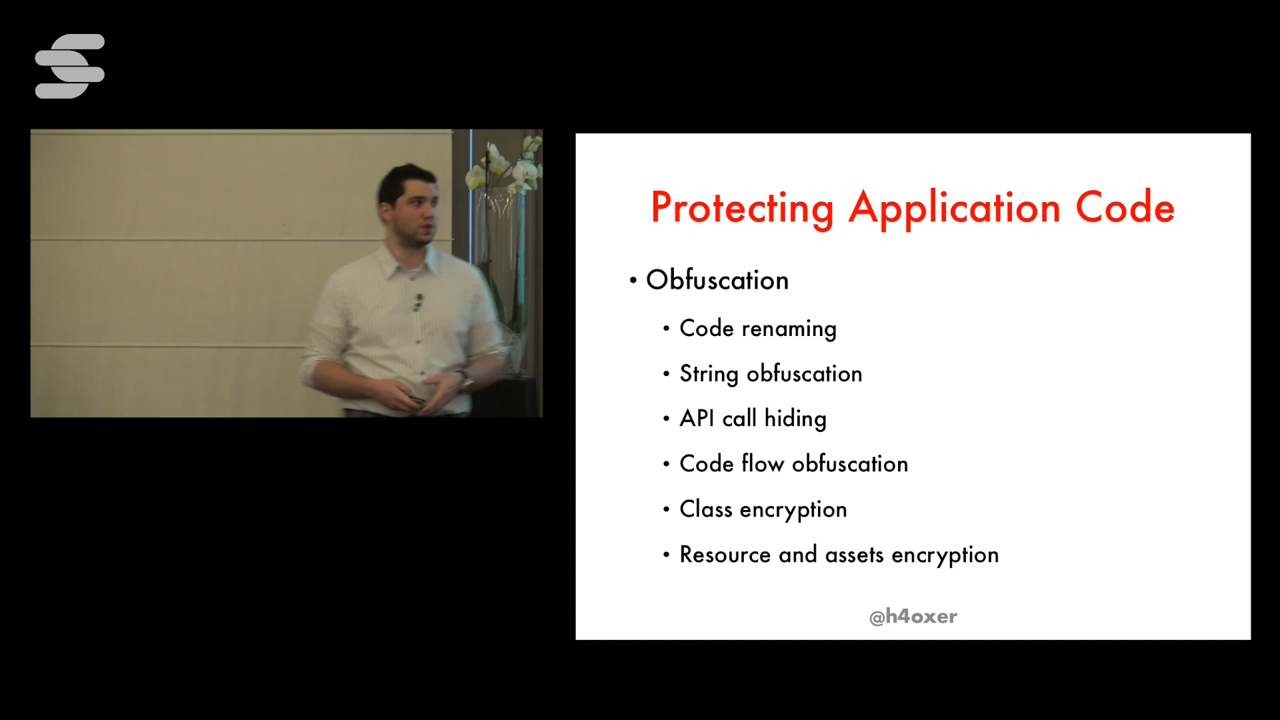 Protecting Application Code
• Obfuscation
• Code renaming
• String obfuscation
• API call hiding
• Code flow obfuscation
• Class encryption
• Resource and assets encryption
@h4oxer